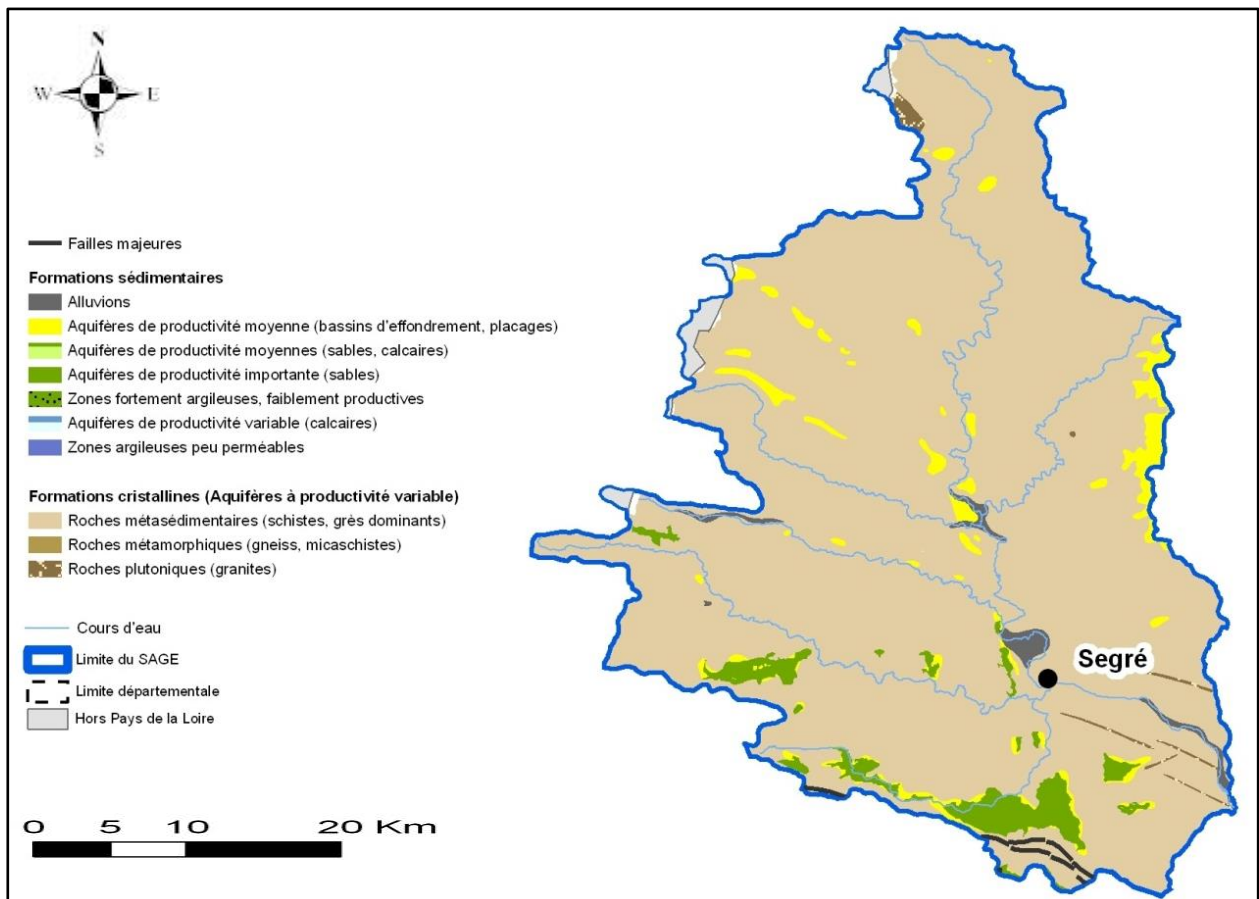 N
W E
S
Failles majeures
Formations sédimentaires
Alluvions
Aquifères de productivité moyenne (bassins d'effondrement, placages)
Aquifères de productivité moyennes (sables, calcaires)
Aquifères de productivité importante (sables)
Zones fortement argileuses, faiblement productives
Aquifères de productivité variable (calcaires)
Zones argileuses peu perméables
Formations cristallines (Aquifères à productivité variable)
Roches métasédimentaires (schistes, grès dominants)
Roches métamorphiques (gneiss, micaschistes)
Roches plutoniques (granites)
Cours d'eau
Limite du SAGE
Limite départementale
Hors Pays de la Loire
0 5 10 20 Km
Segré